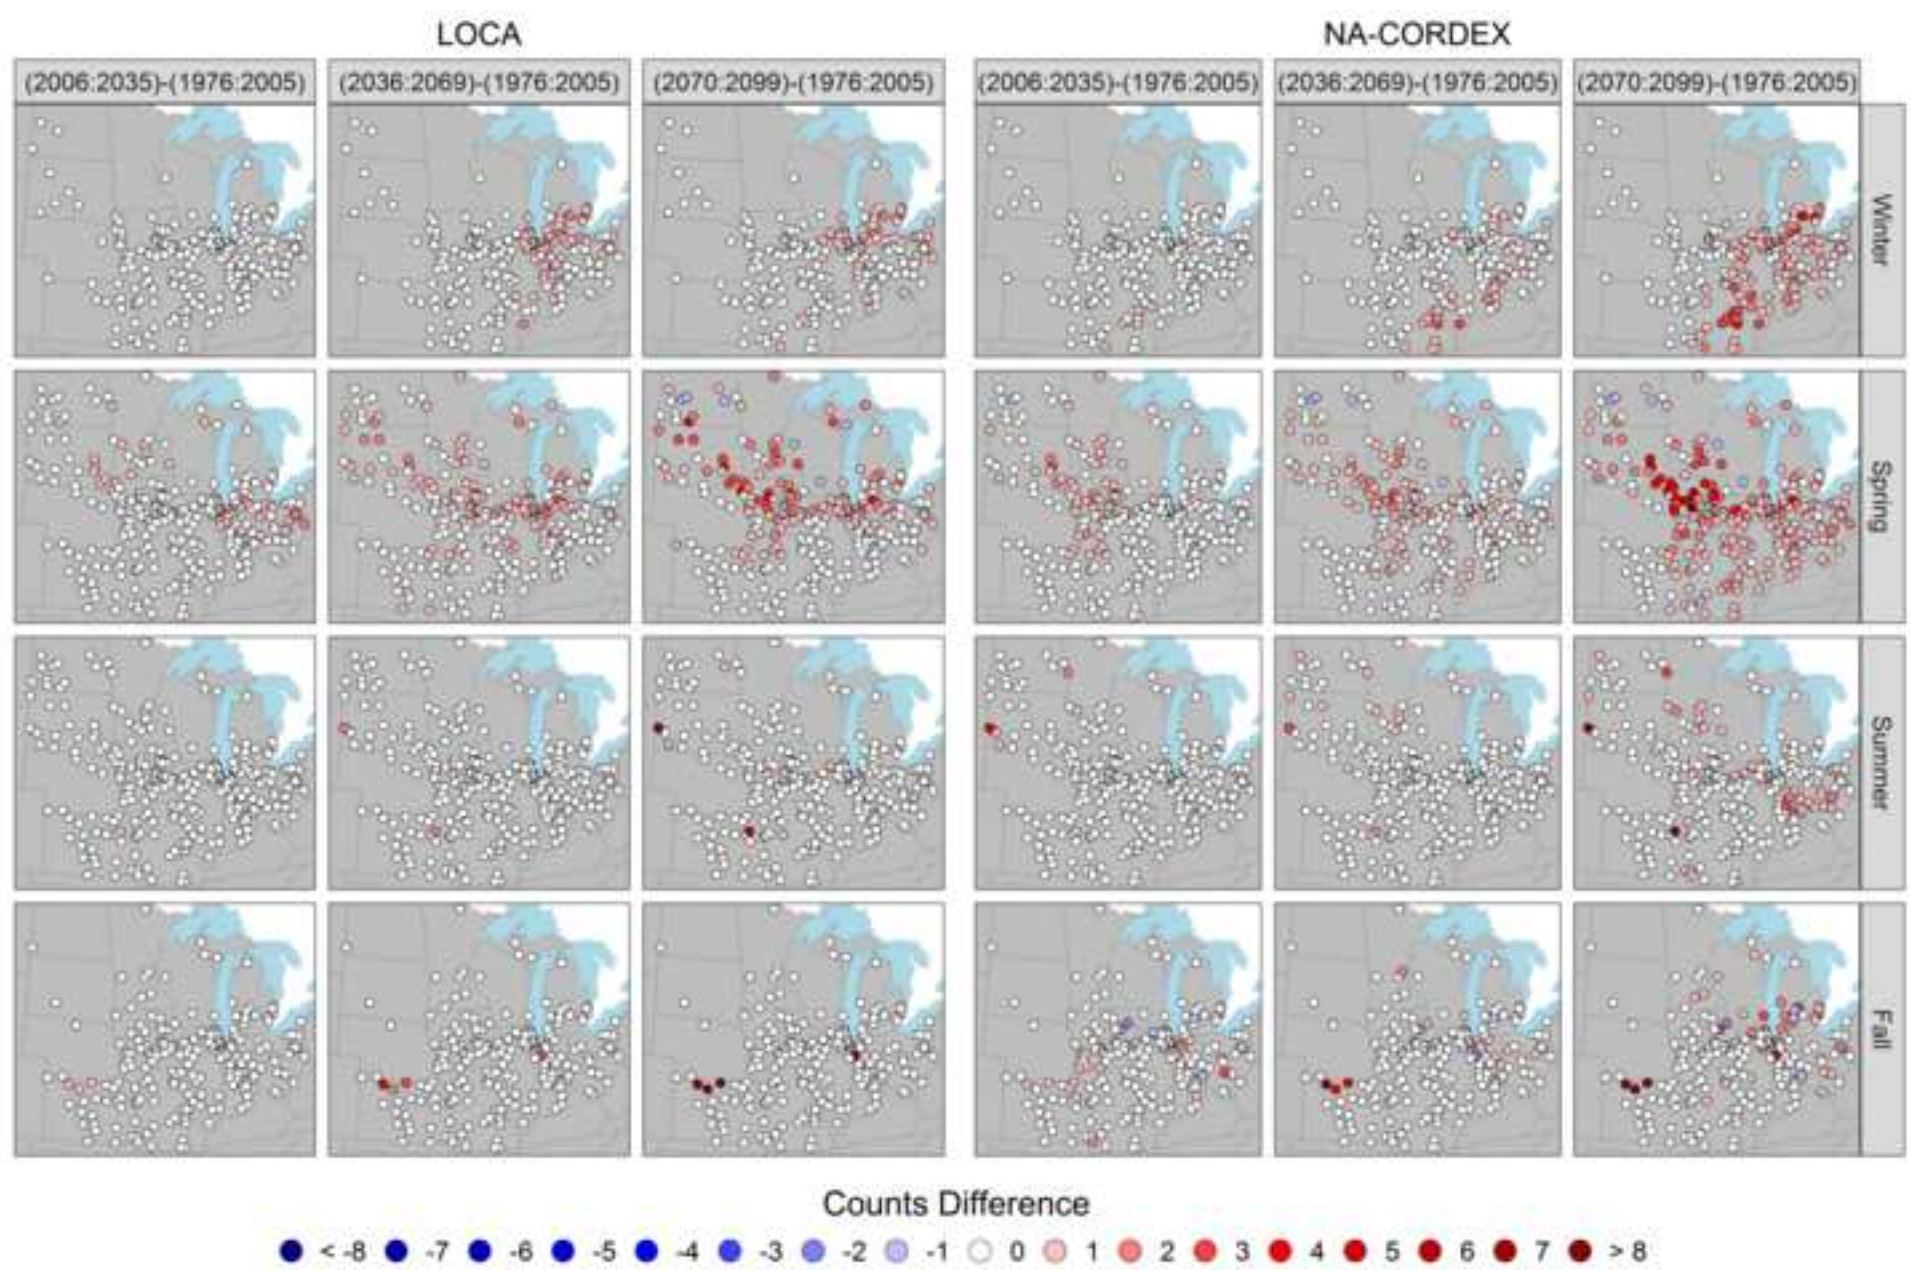 LOCA NA-CORDEX
(2006:2035)-(1976:2005) (2036:2069)-(1976:2005) (2070:2099)-(1976:2005) (2006:2035)-(1976:2005) (2036:2069)-(1976:2005) (2070:2099)-(1976:2005)
Winter
Spring
Summer
Fall
Counts Difference
< -8 -7 -6 -5 -4 -3 -2 -1 0 1 2 3 4 5 6 7 > 8